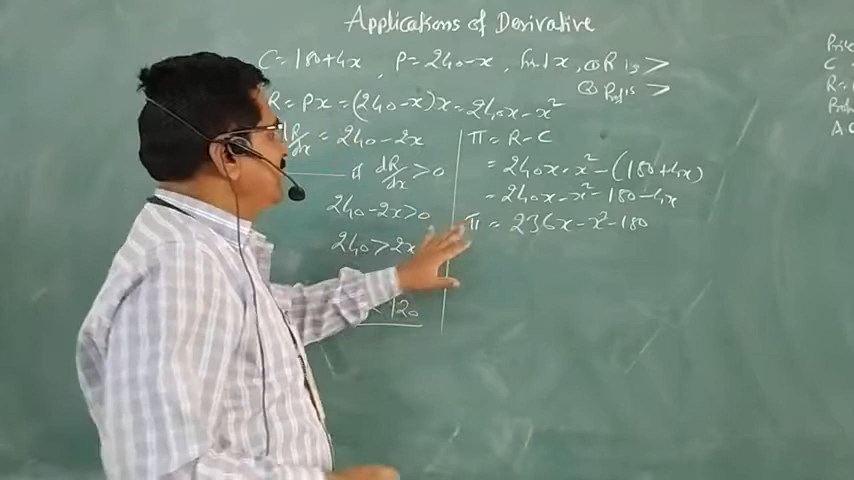 Applications of Derivative
C = 180+4x , P = 240-x , find x , ① R is >
② Profit is >
R = Px = (240-x)x = 240x - x²
dR/dx = 240 - 2x
if dR/dx > 0
240 - 2x > 0
240 > 2x
120
π = R - C
= 240x - x² - (180+4x)
= 240x - x² - 180 - 4x
π = 236x - x² - 180
C
R =